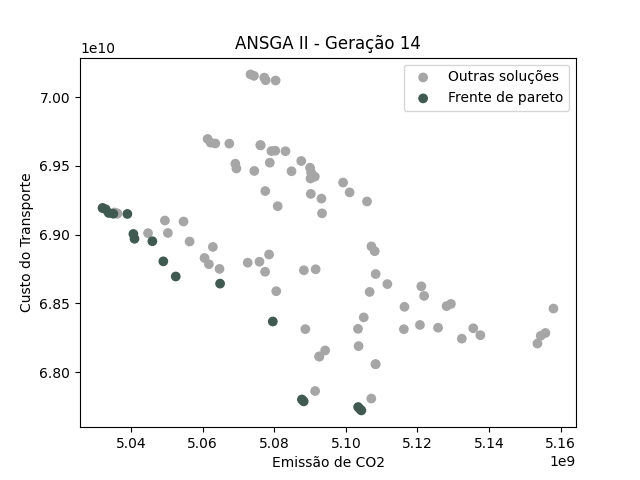 ANSGA II - Geração 14
1e10
Outras soluções
Frente de pareto
7.00
6.95
6.90
6.85
6.80
Custo do Transporte
5.04 5.06 5.08 5.10 5.12 5.14 5.16
Emissão de CO2
1e9